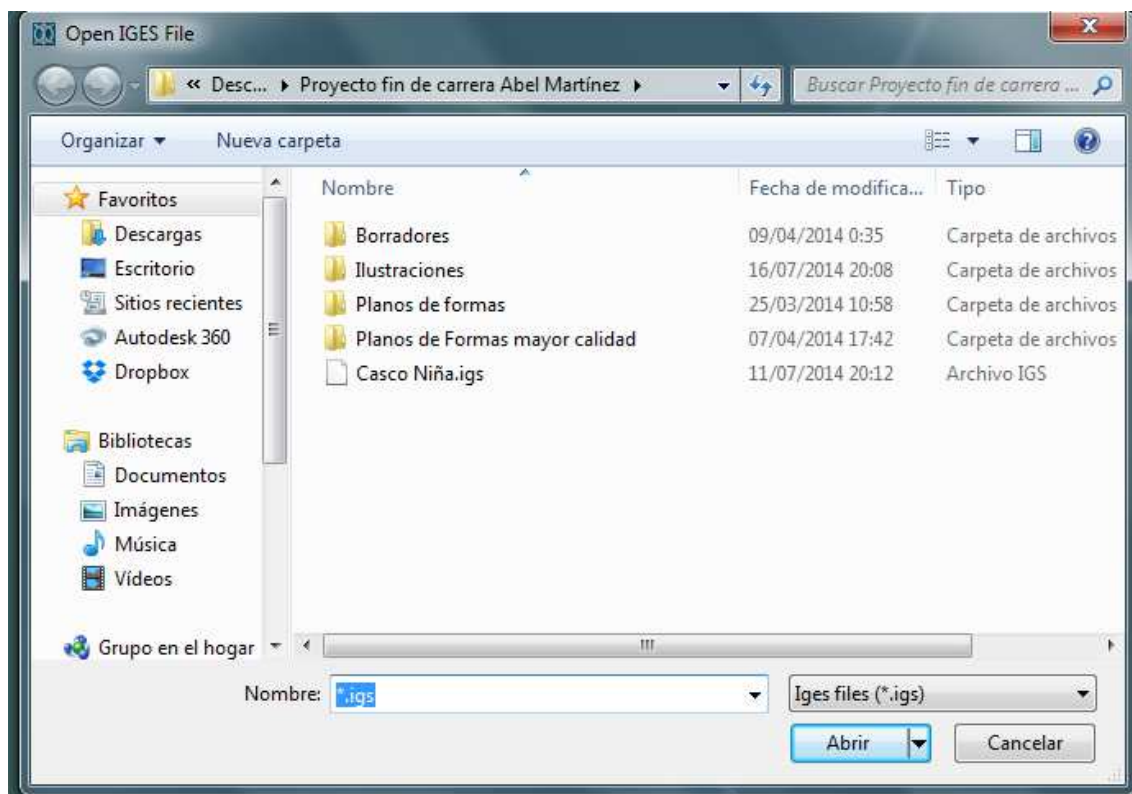 Open IGES File
« Desc... Proyecto fin de carrera Abel Martínez
Buscar Proyecto fin de carrera ...
Organizar Nueva carpeta
Nombre Fecha de modifica... Tipo
Favoritos
Descargas
Escritorio
Sitios recientes
Autodesk 360
Dropbox
Bibliotecas
Documentos
Imágenes
Música
Vídeos
Grupo en el hogar
Borradores 09/04/2014 0:35 Carpeta de archivos
Ilustraciones 16/07/2014 20:08 Carpeta de archivos
Planos de formas 25/03/2014 10:58 Carpeta de archivos
Planos de Formas mayor calidad 07/04/2014 17:42 Carpeta de archivos
Casco Niña.igs 11/07/2014 20:12 Archivo IGS
Nombre: *.igs Iges files (*.igs)
Abrir Cancelar